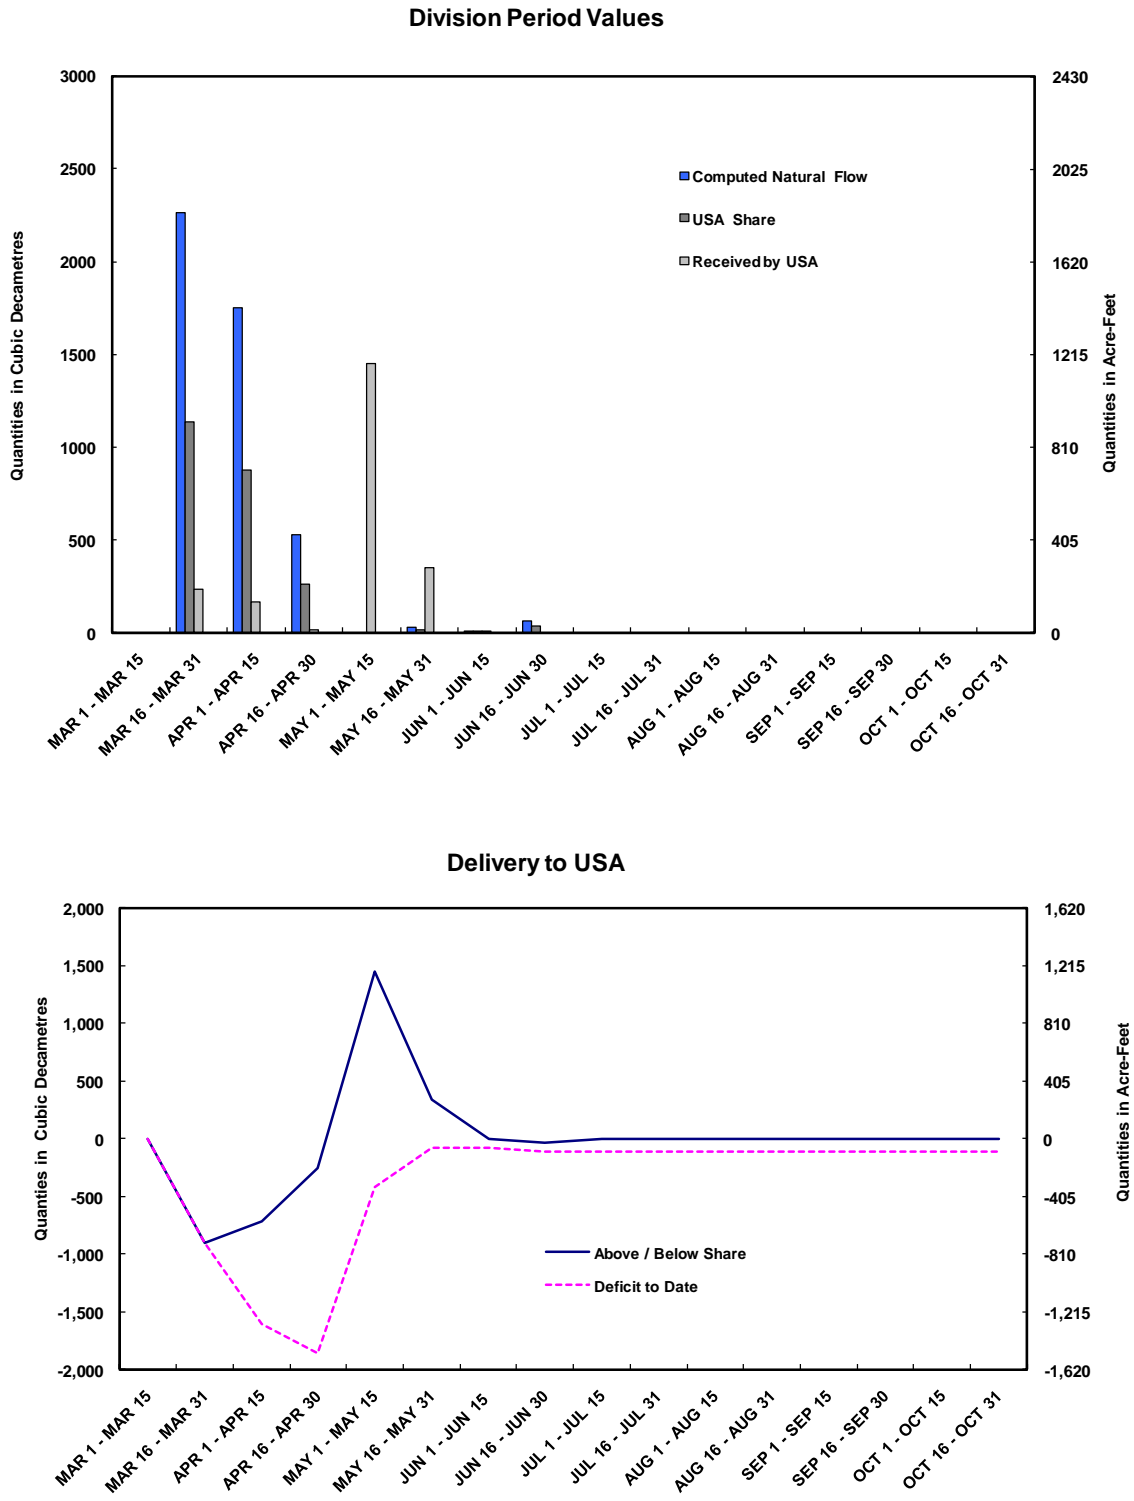 Division Period Values
3000
2500
2000
1500
1000
500
0
2430
2025
1620
1215
810
405
0
Quantities in Cubic Decametres
Quantities in Acre-Feet
Computed Natural Flow
USA Share
Received by USA
MAR 1 - MAR 15
MAR 16 - MAR 31
APR 1 - APR 15
APR 16 - APR 30
MAY 1 - MAY 15
MAY 16 - MAY 31
JUN 1 - JUN 15
JUN 16 - JUN 30
JUL 1 - JUL 15
JUL 16 - JUL 31
AUG 1 - AUG 15
AUG 16 - AUG 31
SEP 1 - SEP 15
SEP 16 - SEP 30
OCT 1 - OCT 15
OCT 16 - OCT 31
Delivery to USA
2,000
1,500
1,000
500
0
-500
-1,000
-1,500
-2,000
1,620
1,215
810
405
0
-405
-810
-1,215
-1,620
Quanties in Cubic Decametres
Quantities in Acre-Feet
Above / Below Share
Deficit to Date
MAR 1 - MAR 15
MAR 16 - MAR 31
APR 1 - APR 15
APR 16 - APR 30
MAY 1 - MAY 15
MAY 16 - MAY 31
JUN 1 - JUN 15
JUN 16 - JUN 30
JUL 1 - JUL 15
JUL 16 - JUL 31
AUG 1 - AUG 15
AUG 16 - AUG 31
SEP 1 - SEP 15
SEP 16 - SEP 30
OCT 1 - OCT 15
OCT 16 - OCT 31